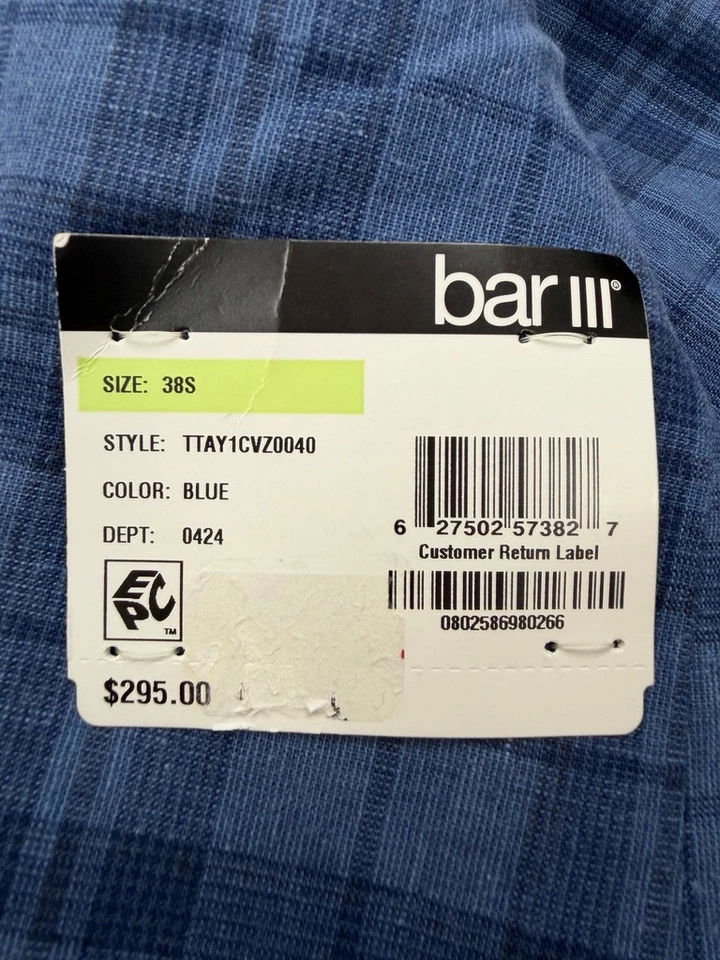 bar III®
SIZE: 38S
STYLE: TTAY1CVZ0040
COLOR: BLUE
DEPT: 0424
6 27502 57382 7
Customer Return Label
0802586980266
EPC TM
$295.00